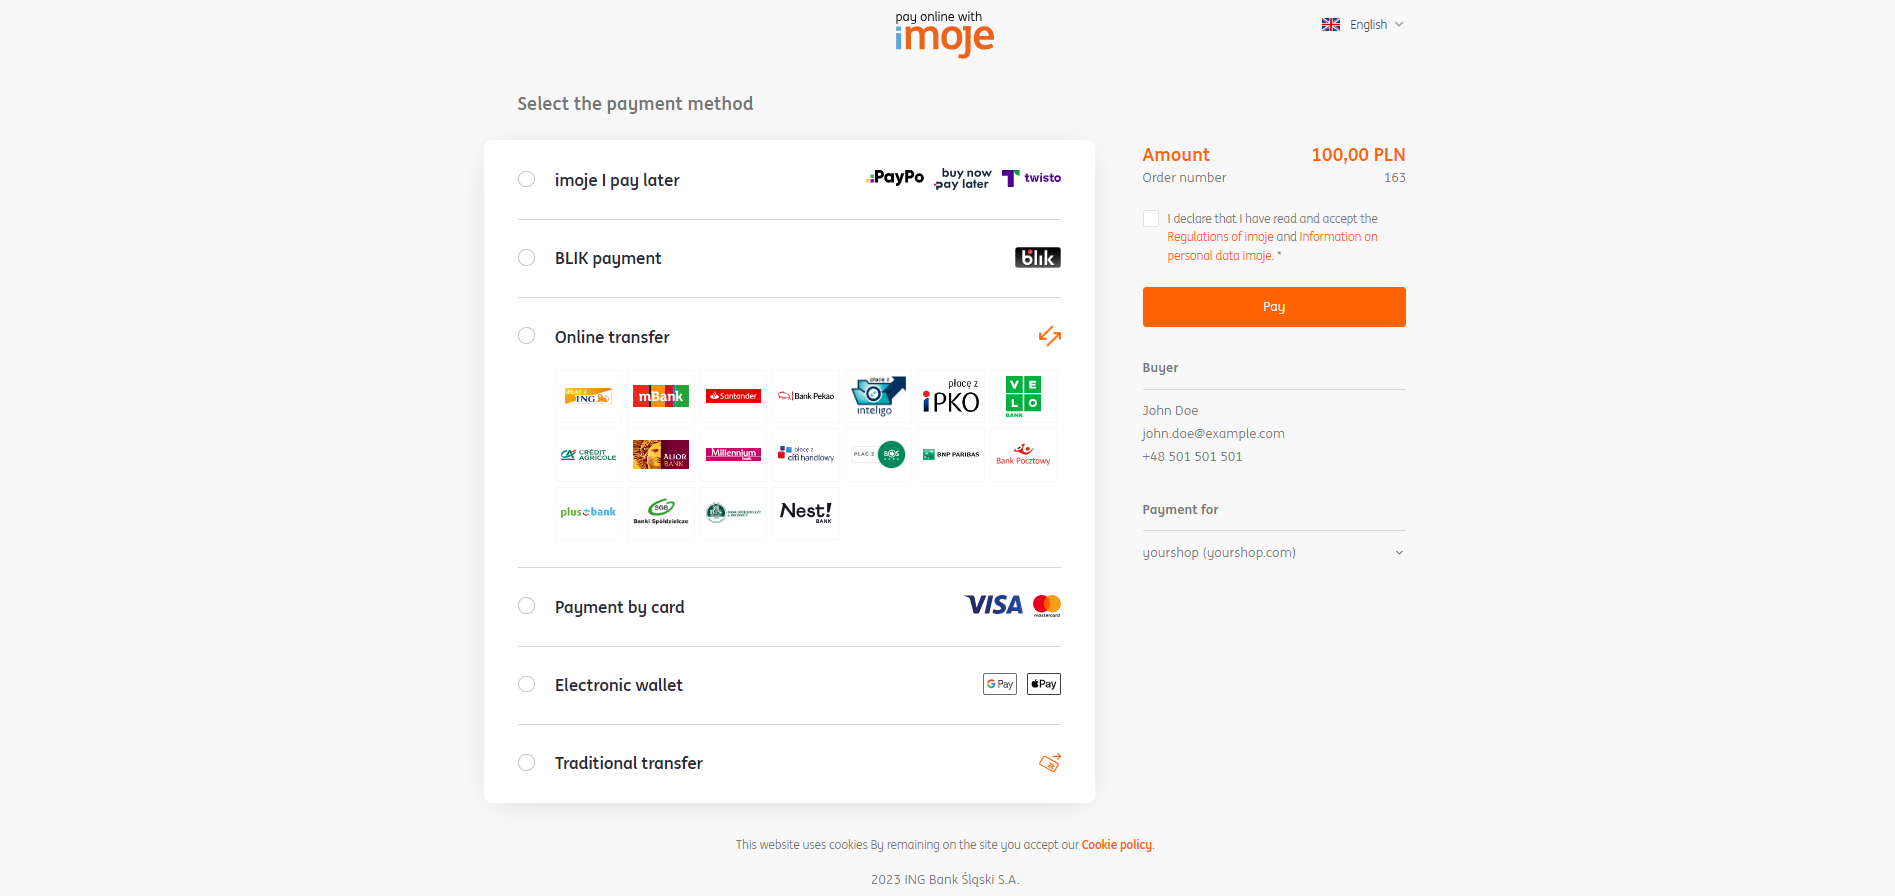 pay online with
imoje
English
Select the payment method
imoje I pay later
PayPo
buy now
pay later
twisto
BLIK payment
blik
Online transfer
PŁAĆ Z
ING
mBank
Santander
Bank Pekao
płacę z
inteligo
płacę z
iPKO
VELO
BANK
CRÉDIT
AGRICOLE
ALIOR
BANK
Millennium
bank
płacę z
citi handlowy
PŁAĆ Z
BOŚ
BANK
BNP PARIBAS
Bank Pocztowy
plus bank
SGB
Banki Spółdzielcze
Nest!
BANK
Payment by card
VISA
mastercard
Electronic wallet
G Pay
Pay
Traditional transfer
Amount 100,00 PLN
Order number 163
I declare that I have read and accept the
Regulations of imoje and Information on
personal data imoje. *
Pay
Buyer
John Doe
john.doe@example.com
+48 501 501 501
Payment for
yourshop (yourshop.com)
This website uses cookies By remaining on the site you accept our Cookie policy.
2023 ING Bank Śląski S.A.